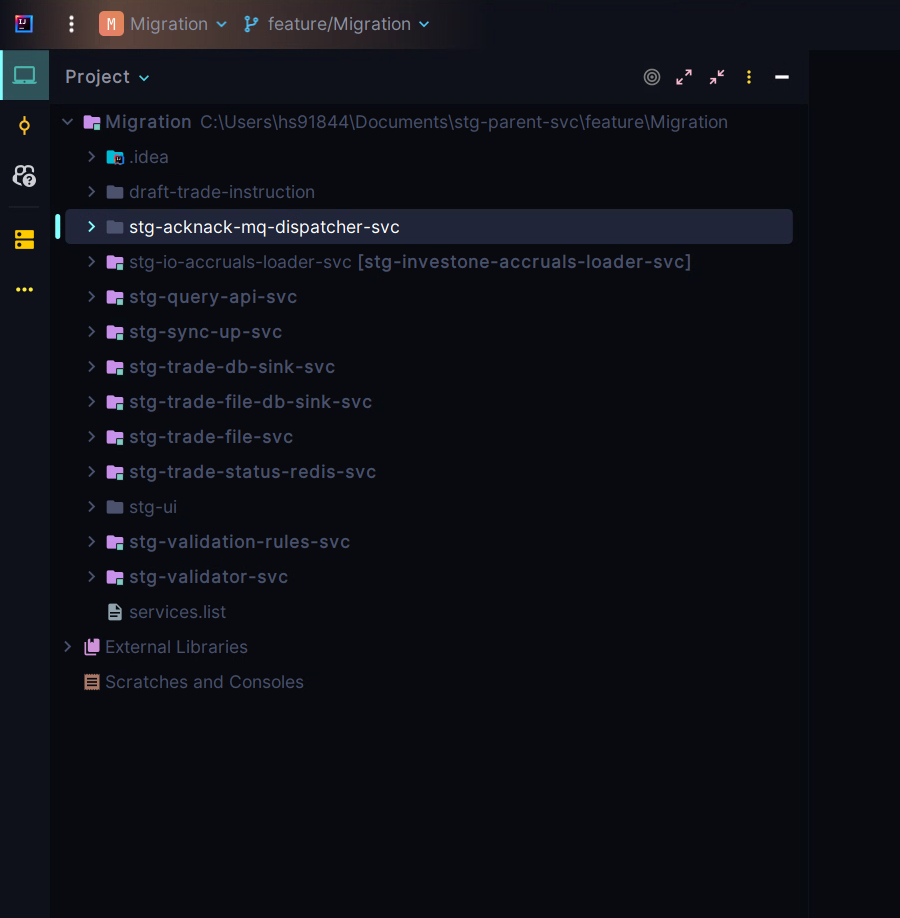 M Migration feature/Migration
Project
Migration C:\Users\hs91844\Documents\stg-parent-svc\feature\Migration
.idea
draft-trade-instruction
stg-acknack-mq-dispatcher-svc
stg-io-accruals-loader-svc [stg-investone-accruals-loader-svc]
stg-query-api-svc
stg-sync-up-svc
stg-trade-db-sink-svc
stg-trade-file-db-sink-svc
stg-trade-file-svc
stg-trade-status-redis-svc
stg-ui
stg-validation-rules-svc
stg-validator-svc
services.list
External Libraries
Scratches and Consoles